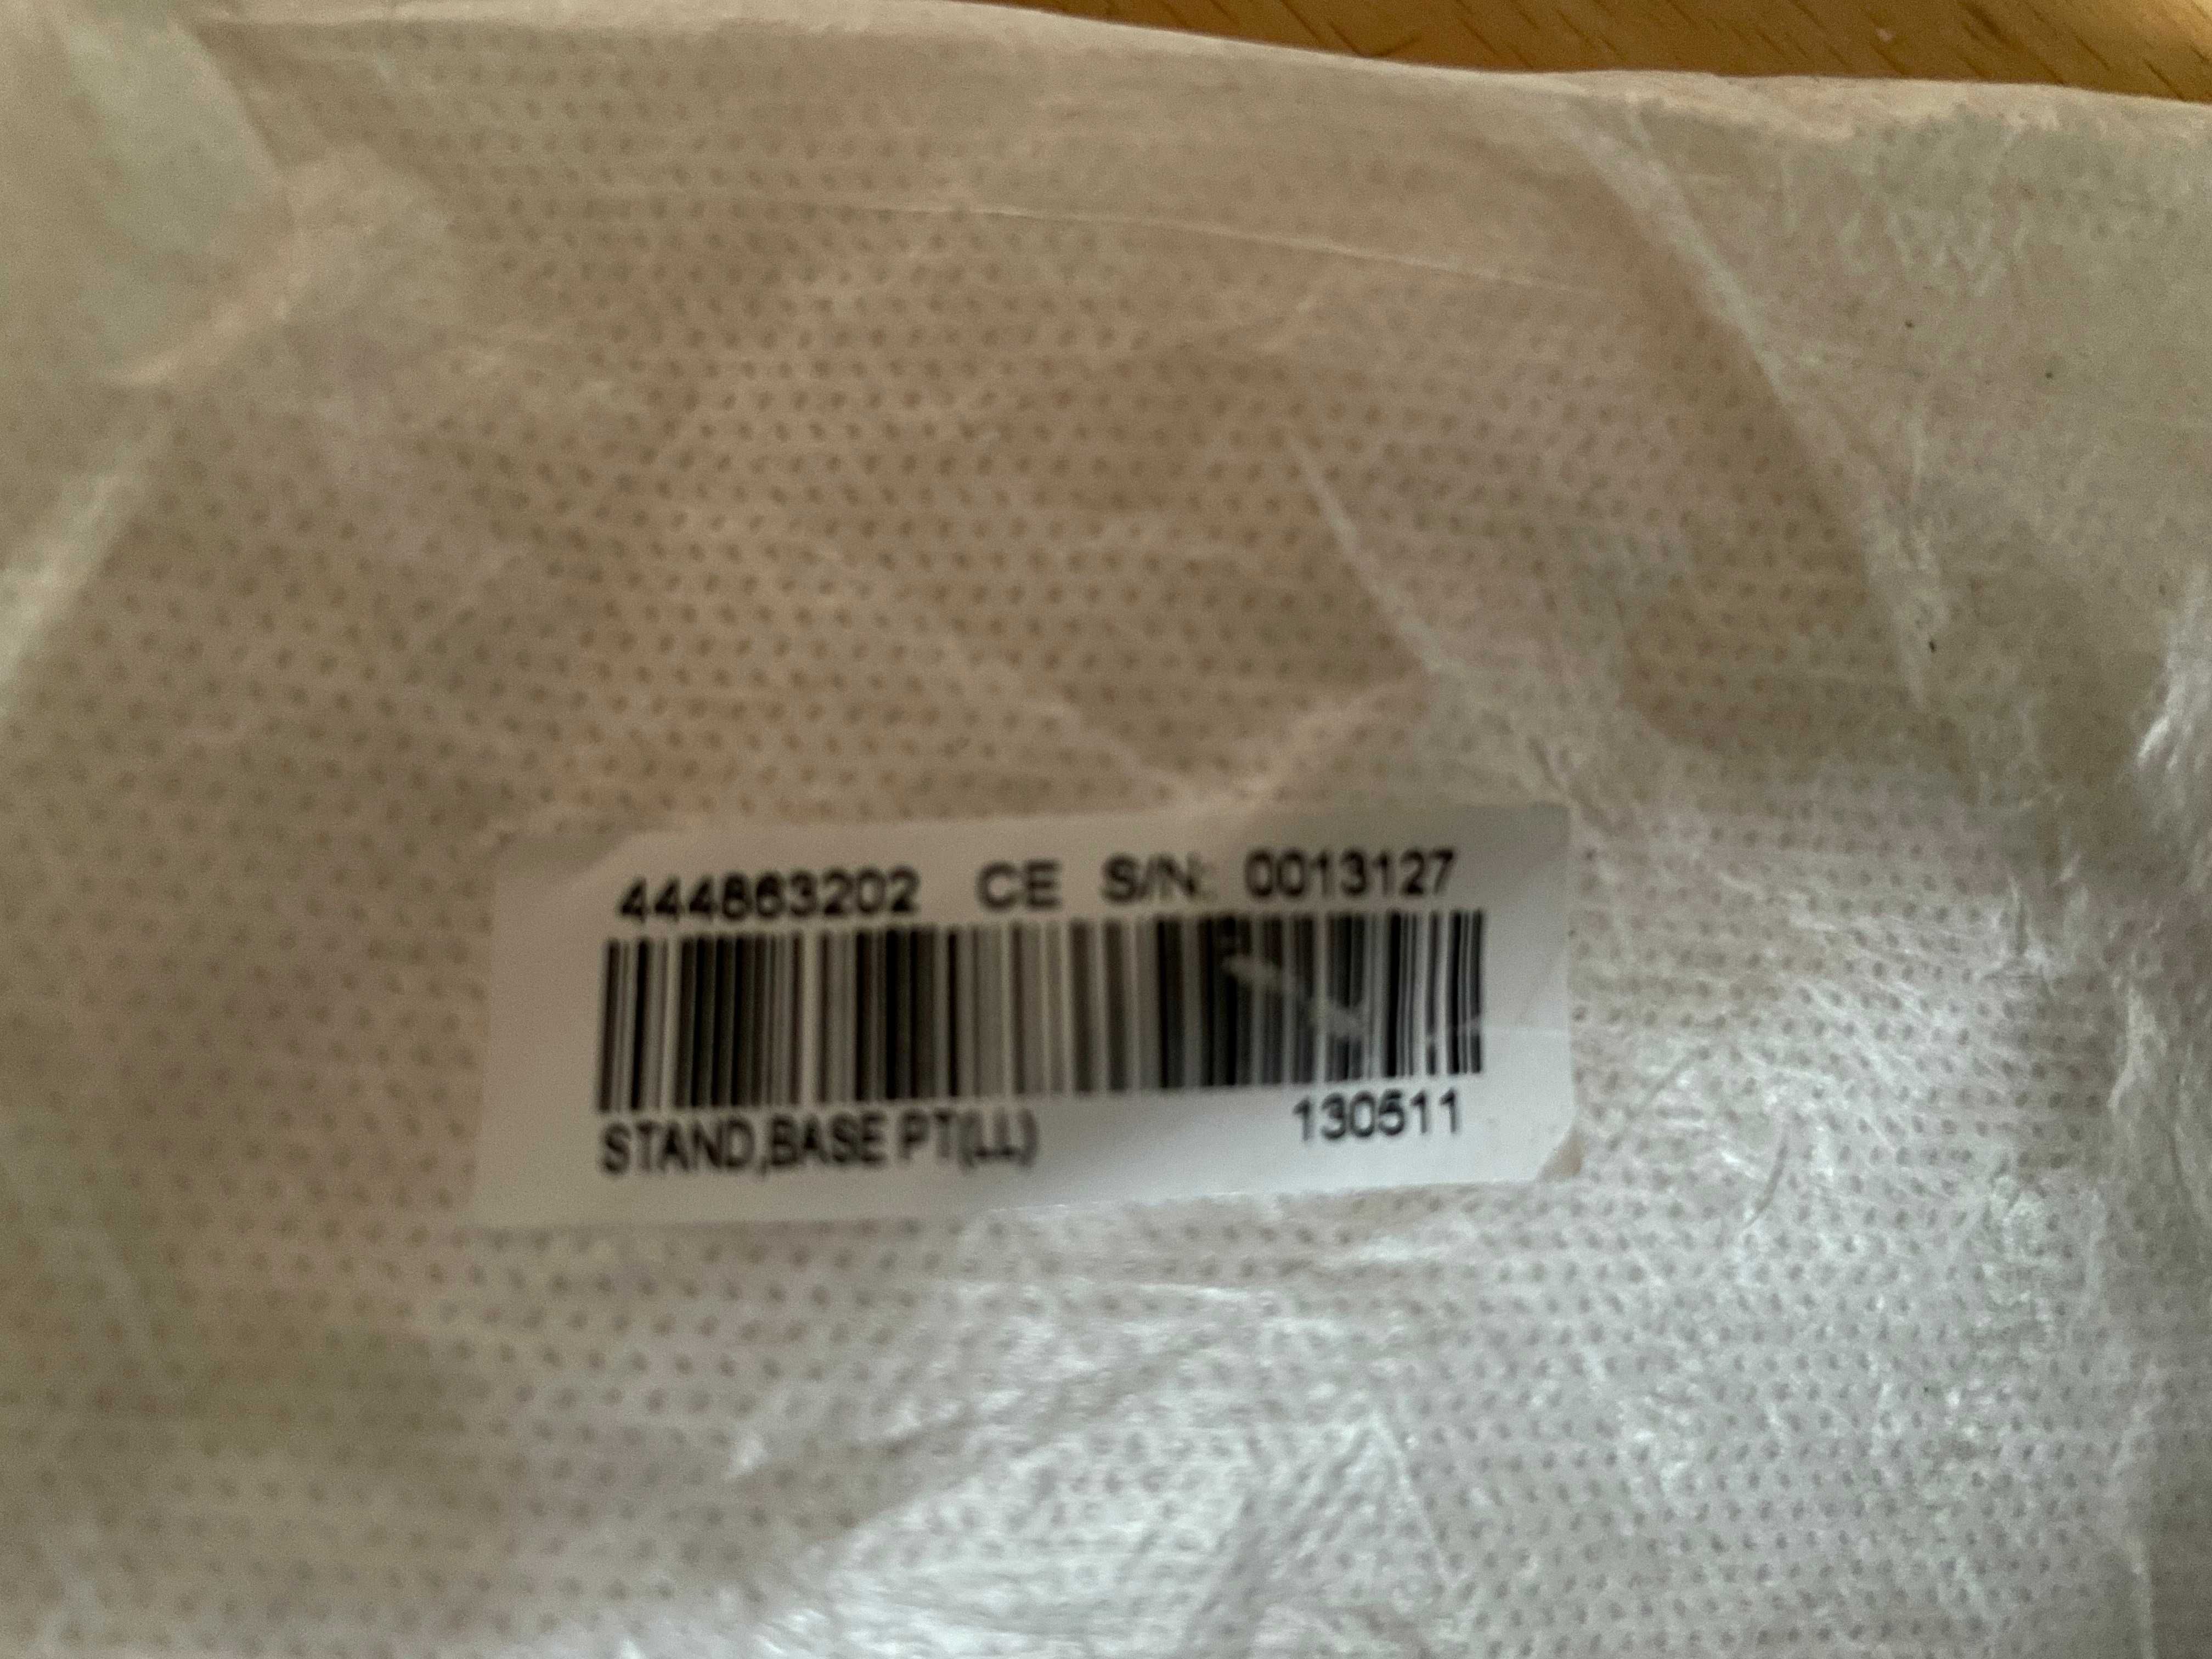 444863202 CE S/N: 0013127
STAND,BASE PT(LL)
130511